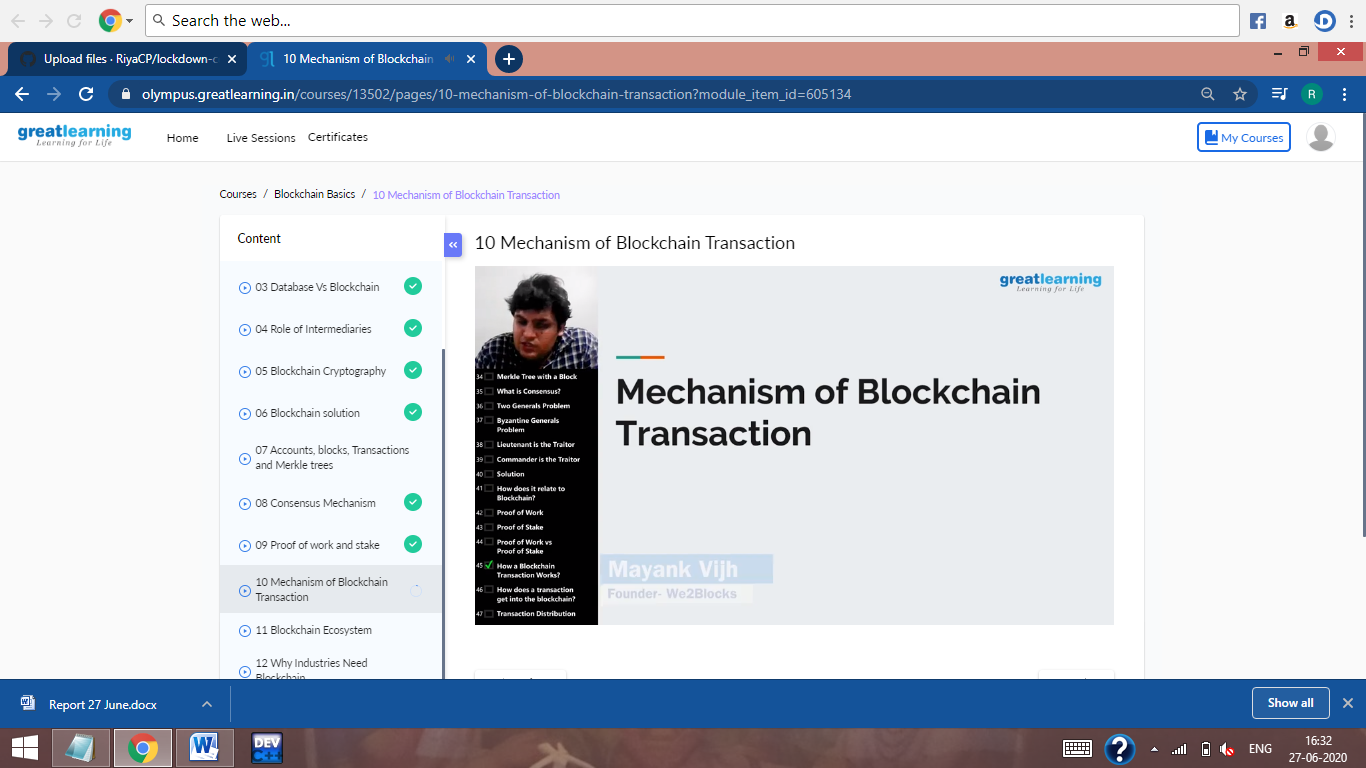 Search the web...
Upload files · RiyaCP/lockdown-c
10 Mechanism of Blockchain
olympus.greatlearning.in/courses/13502/pages/10-mechanism-of-blockchain-transaction?module_item_id=605134
R
greatlearning
Learning for Life
Home
Live Sessions
Certificates
My Courses
Courses / Blockchain Basics / 10 Mechanism of Blockchain Transaction
Content
03 Database Vs Blockchain
04 Role of Intermediaries
05 Blockchain Cryptography
06 Blockchain solution
07 Accounts, blocks, Transactions
and Merkle trees
08 Consensus Mechanism
09 Proof of work and stake
10 Mechanism of Blockchain
Transaction
11 Blockchain Ecosystem
12 Why Industries Need
Blockchain
10 Mechanism of Blockchain Transaction
greatlearning
Learning for Life
34 Merkle Tree with a Block
35 What is Consensus?
36 Two Generals Problem
37 Byzantine Generals
Problem
38 Lieutenant is the Traitor
39 Commander is the Traitor
40 Solution
41 How does it relate to
Blockchain?
42 Proof of Work
43 Proof of Stake
44 Proof of Work vs
Proof of Stake
45 How a Blockchain
Transaction Works?
46 How does a transaction
get into the blockchain?
47 Transaction Distribution
Mechanism of Blockchain
Transaction
Mayank Vijh
Founder- We2Blocks
Report 27 June.docx
Show all
DEV
C++
ENG
16:32
27-06-2020